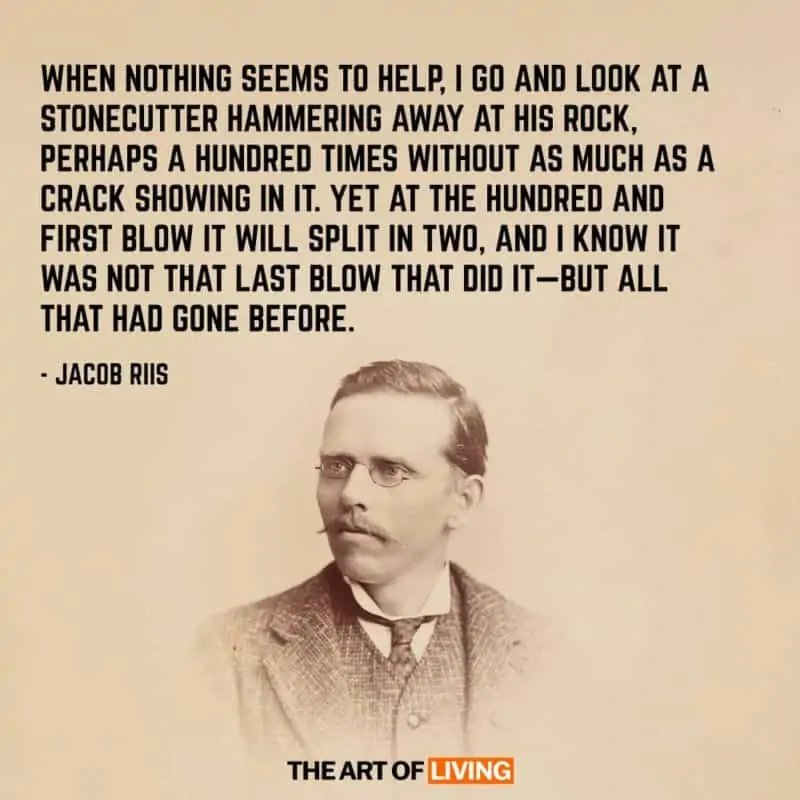 WHEN NOTHING SEEMS TO HELP, I GO AND LOOK AT A
STONECUTTER HAMMERING AWAY AT HIS ROCK,
PERHAPS A HUNDRED TIMES WITHOUT AS MUCH AS A
CRACK SHOWING IN IT. YET AT THE HUNDRED AND
FIRST BLOW IT WILL SPLIT IN TWO, AND I KNOW IT
WAS NOT THAT LAST BLOW THAT DID IT—BUT ALL
THAT HAD GONE BEFORE.
- JACOB RIIS
THE ART OF LIVING